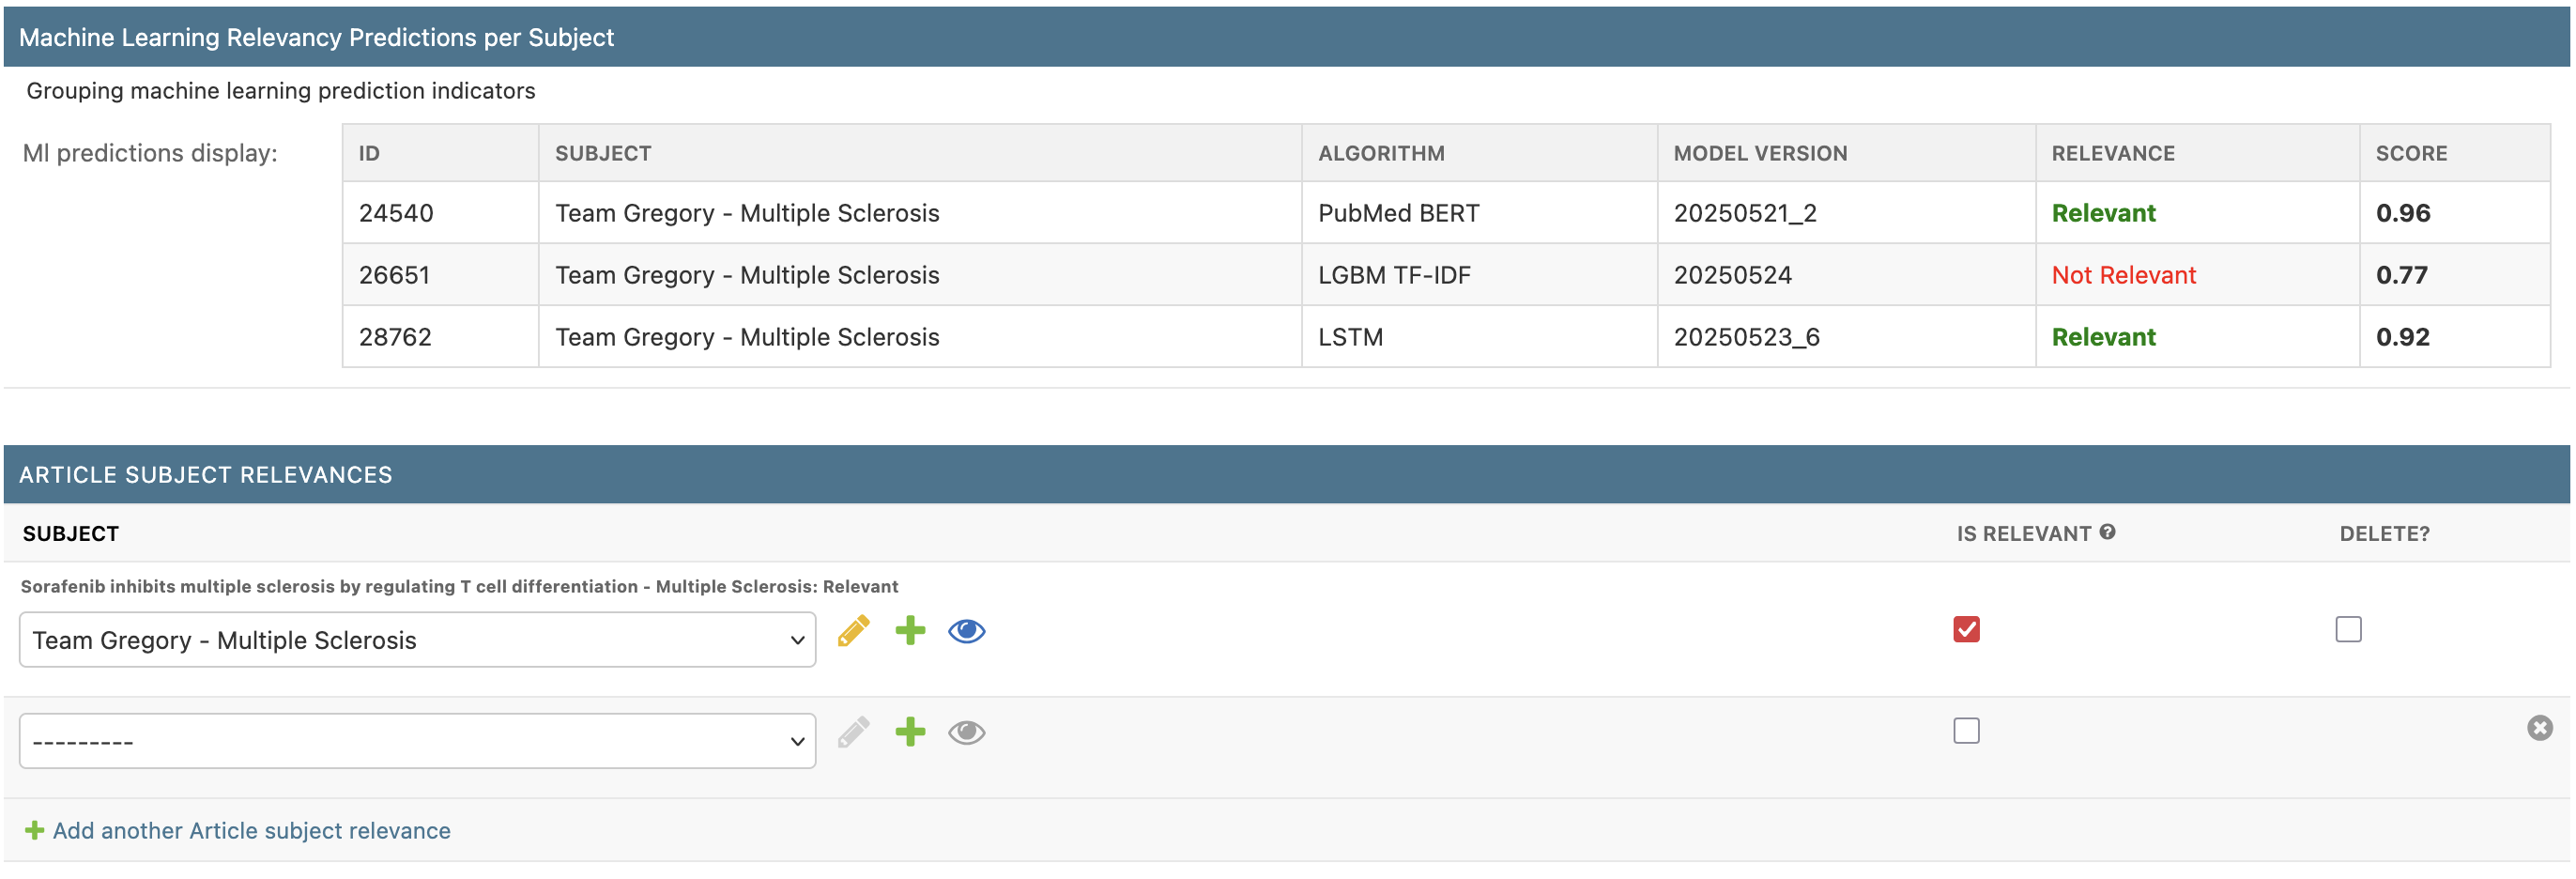 Machine Learning Relevancy Predictions per Subject
Grouping machine learning prediction indicators
Ml predictions display:
ID SUBJECT ALGORITHM MODEL VERSION RELEVANCE SCORE
24540 Team Gregory - Multiple Sclerosis PubMed BERT 20250521_2 Relevant 0.96
26651 Team Gregory - Multiple Sclerosis LGBM TF-IDF 20250524 Not Relevant 0.77
28762 Team Gregory - Multiple Sclerosis LSTM 20250523_6 Relevant 0.92
ARTICLE SUBJECT RELEVANCES
SUBJECT IS RELEVANT ? DELETE?
Sorafenib inhibits multiple sclerosis by regulating T cell differentiation - Multiple Sclerosis: Relevant
Team Gregory - Multiple Sclerosis
---------
Add another Article subject relevance